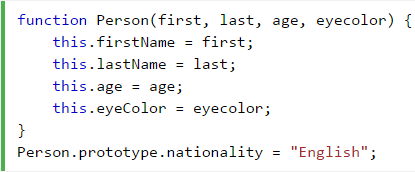 function Person(first, last, age, eyecolor) {
    this.firstName = first;
    this.lastName = last;
    this.age = age;
    this.eyeColor = eyecolor;
}
Person.prototype.nationality = "English";